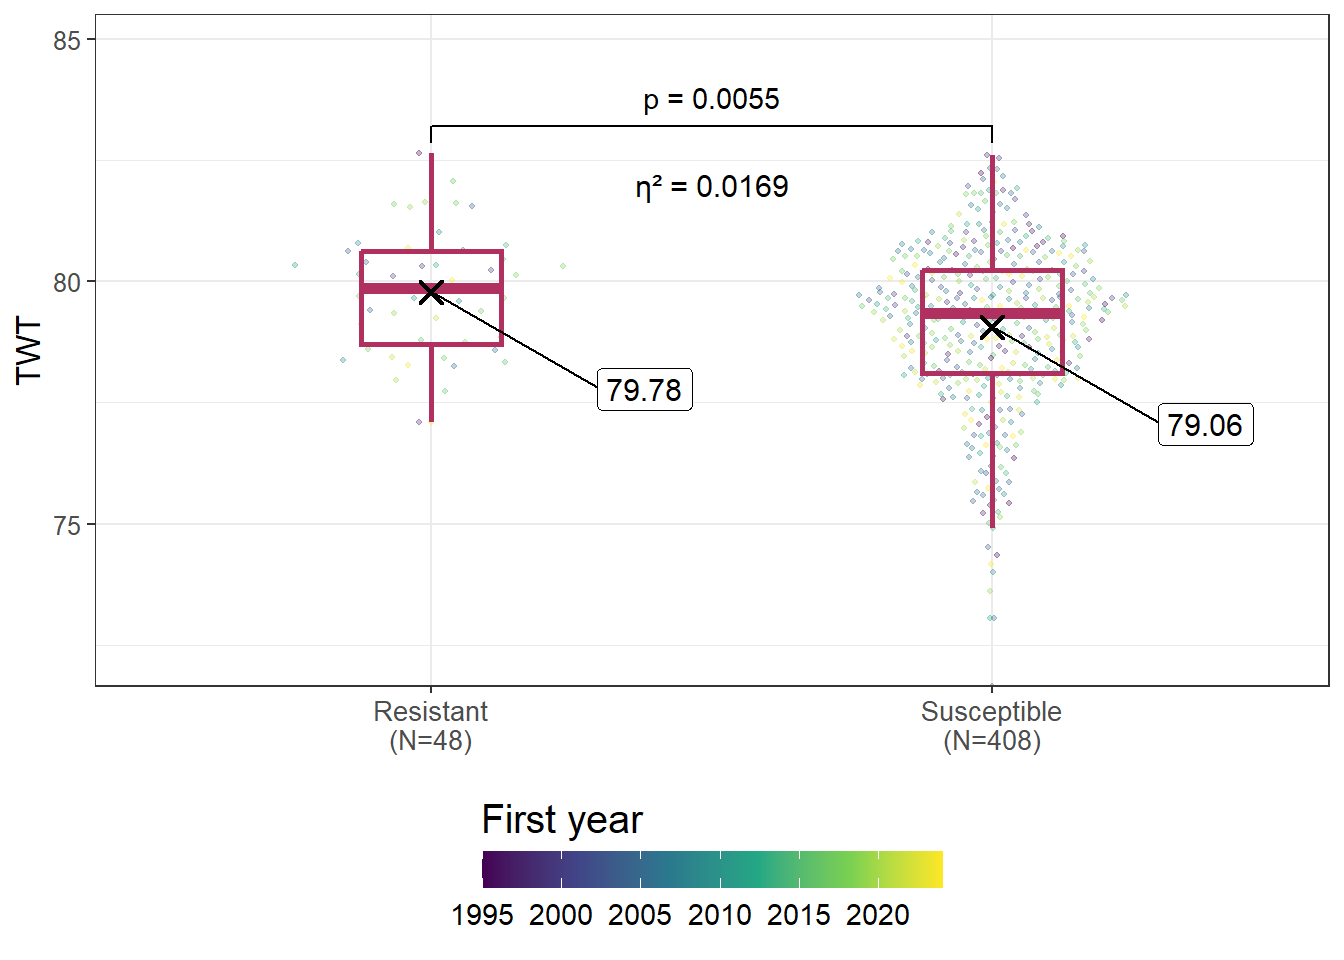 85
p = 0.0055
η² = 0.0169
80
TWT
79.78
79.06
75
Resistant
(N=48)
Susceptible
(N=408)
First year
1995 2000 2005 2010 2015 2020